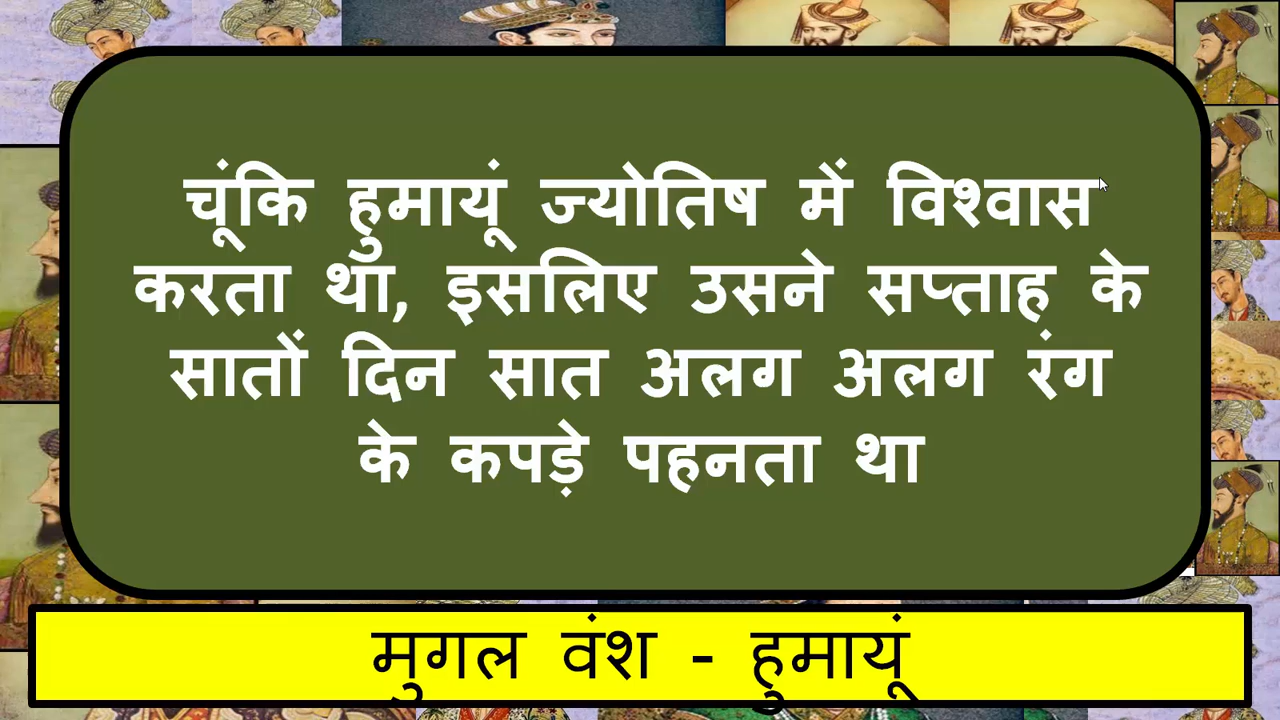 चूंकि हुमायूं ज्योतिष में विश्वास
करता था, इसलिए उसने सप्ताह के
सातों दिन सात अलग अलग रंग
के कपड़े पहनता था
मुगल वंश - हुमायूं